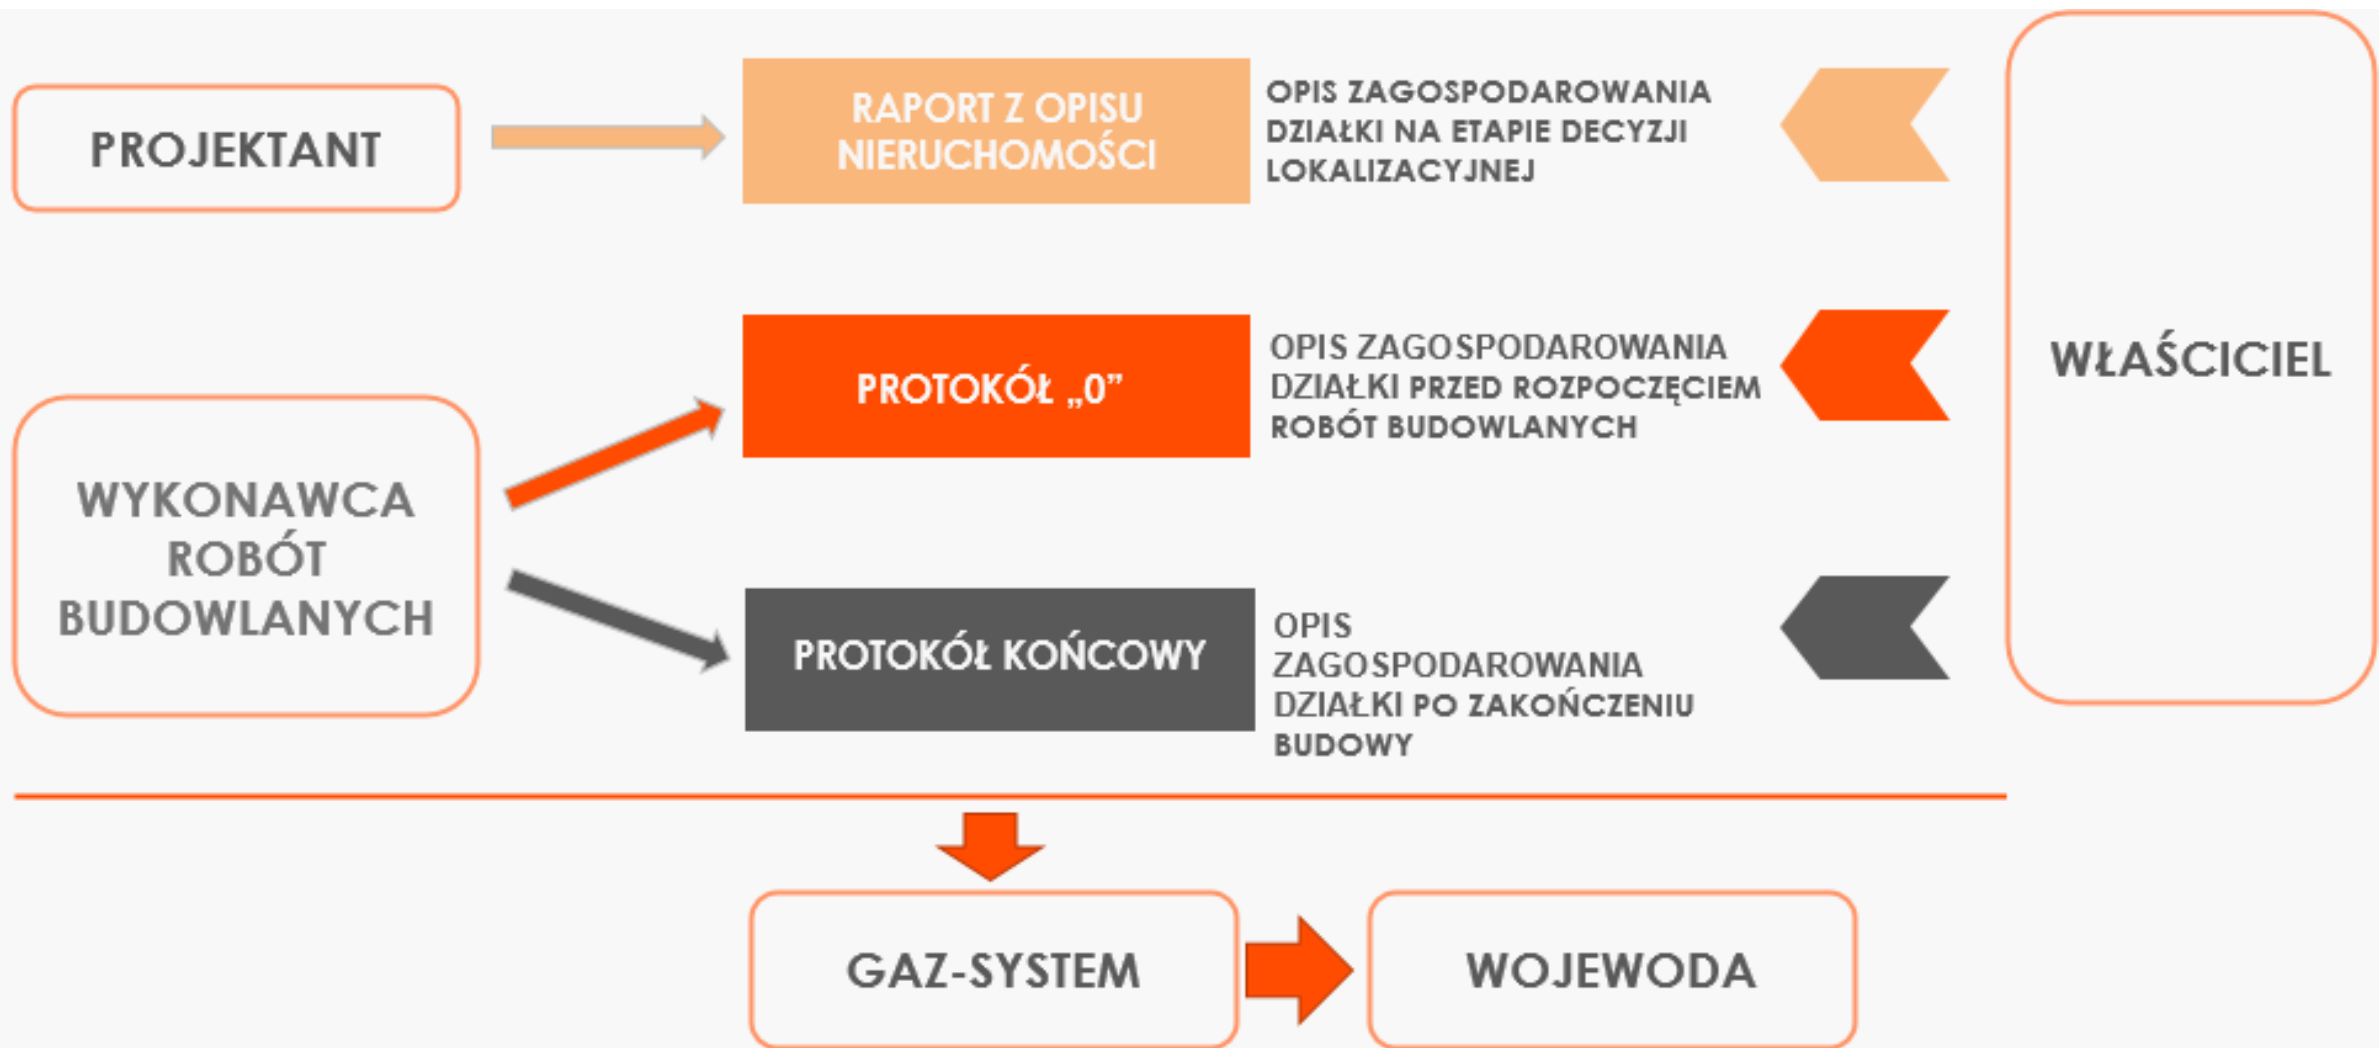 PROJEKTANT
RAPORT Z OPISU
NIERUCHOMOŚCI
OPIS ZAGOSPODAROWANIA
DZIAŁKI NA ETAPIE DECYZJI
LOKALIZACYJNEJ
WŁAŚCICIEL
WYKONAWCA
ROBÓT
BUDOWLANYCH
PROTOKÓŁ „0”
OPIS ZAGOSPODAROWANIA
DZIAŁKI PRZED ROZPOCZĘCIEM
ROBÓT BUDOWLANYCH
PROTOKÓŁ KOŃCOWY
OPIS
ZAGOSPODAROWANIA
DZIAŁKI PO ZAKOŃCZENIU
BUDOWY
GAZ-SYSTEM
WOJEWODA